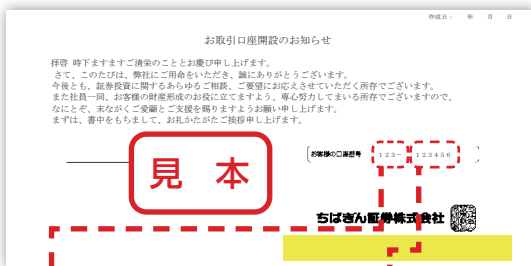 作成日： 年 月 日
お取引口座開設のお知らせ
拝啓 時下ますますご清栄のこととお慶び申し上げます。
さて、このたびは、弊社にご用命をいただき、誠にありがとうございます。
今後とも、証券投資に関するあらゆるご相談、ご要望にお応えさせていただく所存でございます。
また社員一同、お客様の財産形成のお役に立てますよう、専心努力してまいる所存でございますので、
なにとぞ、末ながくご愛顧とご支援を賜りますようお願い申し上げます。
まずは、書中をもちまして、お礼かたがたご挨拶申し上げます。
見 本
お客様の口座番号 123－ 123456
ちばぎん証券株式会社